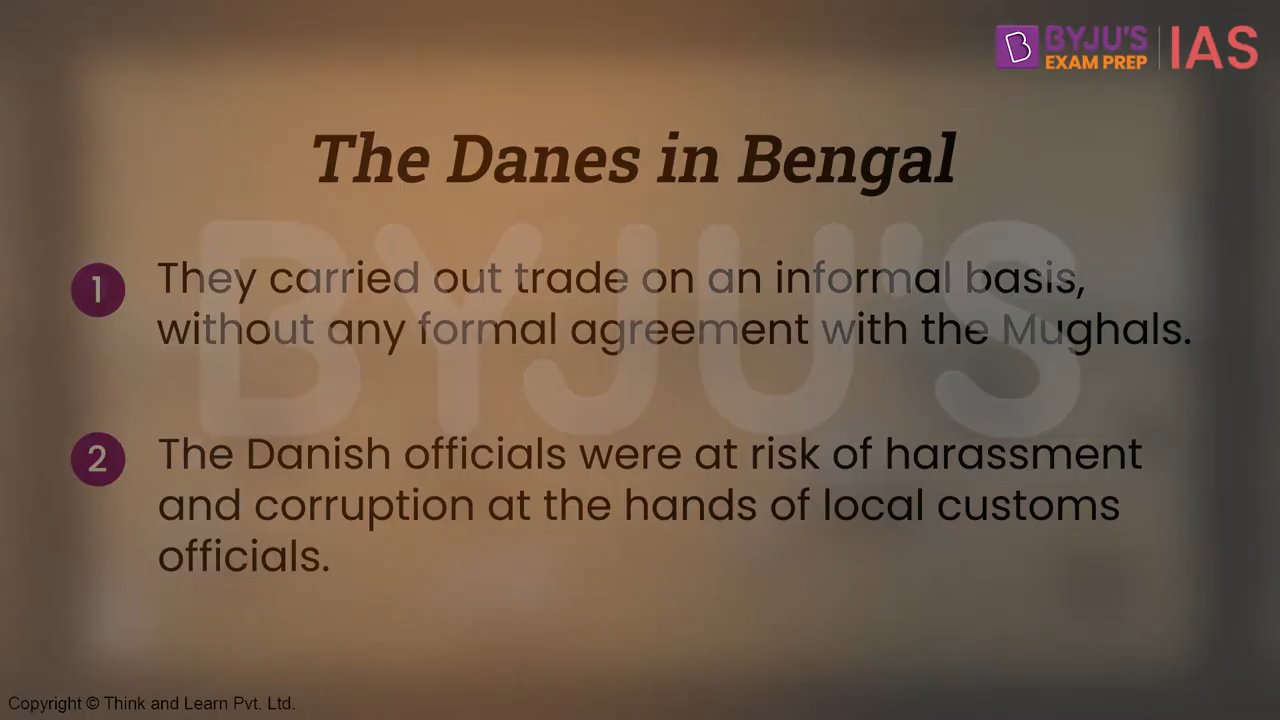 BYJU'S
EXAM PREP
IAS
The Danes in Bengal
BYJU'S
1 They carried out trade on an informal basis,
without any formal agreement with the Mughals.
2 The Danish officials were at risk of harassment
and corruption at the hands of local customs
officials.
Copyright © Think and Learn Pvt. Ltd.